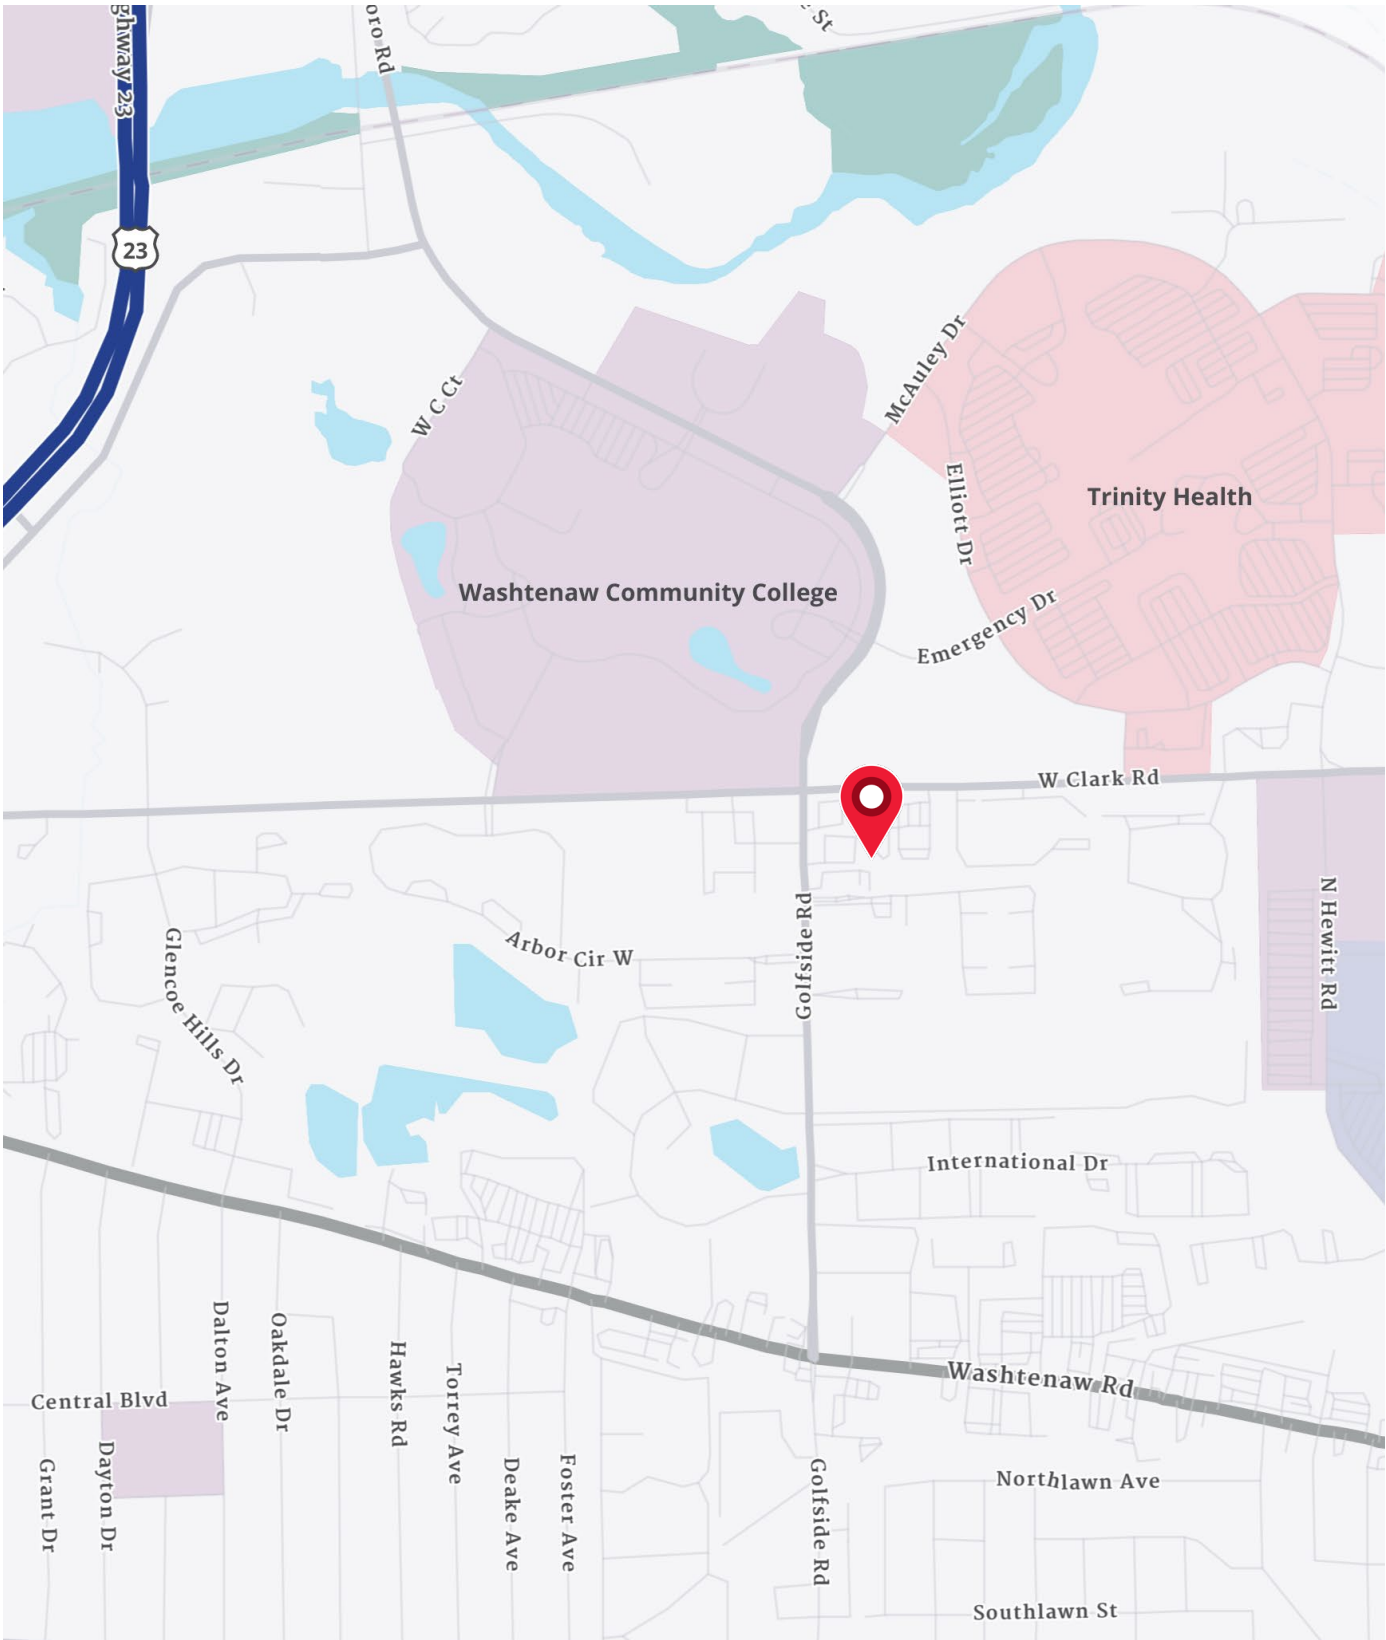 ghway 23
oro Rd
St
23
McAuley Dr
W C Ct
Elliott Dr
Trinity Health
Washtenaw Community College
Emergency Dr
W Clark Rd
Golfside Rd
N Hewitt Rd
Glencoe Hills Dr
Arbor Cir W
International Dr
Dalton Ave
Oakdale Dr
Hawks Rd
Torrey Ave
Washtenaw Rd
Central Blvd
Grant Dr
Dayton Dr
Deake Ave
Foster Ave
Golfside Rd
Northlawn Ave
Southlawn St